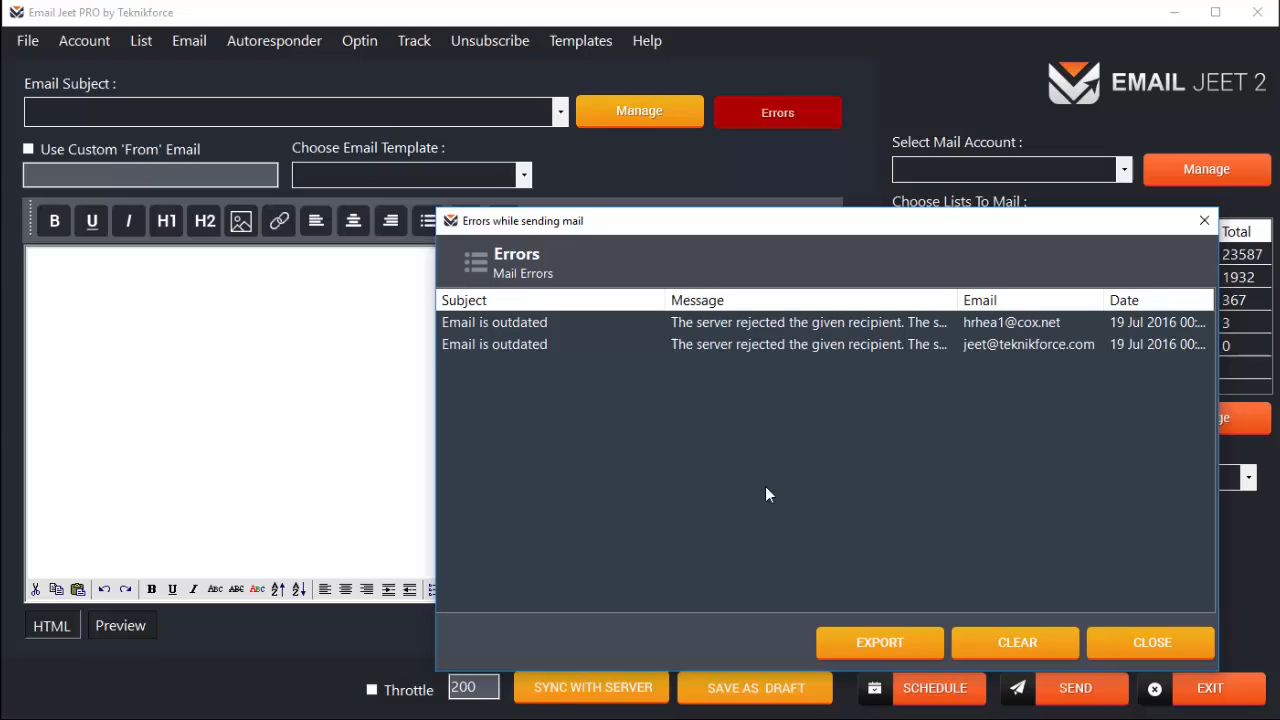 Email Jeet PRO by Teknikforce
File Account List Email Autoresponder Optin Track Unsubscribe Templates Help
EMAIL JEET 2
Email Subject :
Manage
Errors
Use Custom 'From' Email
Choose Email Template :
Select Mail Account :
Manage
Choose Lists To Mail :
B U I H1 H2
Total
23587
1932
367
3
0
Errors while sending mail
Errors
Mail Errors
Subject Message Email Date
Email is outdated The server rejected the given recipient. The s... hrhea1@cox.net 19 Jul 2016 00:...
Email is outdated The server rejected the given recipient. The s... jeet@teknikforce.com 19 Jul 2016 00:...
EXPORT CLEAR CLOSE
ge
B U I ABC ABC ABC
HTML Preview
Throttle 200 SYNC WITH SERVER SAVE AS DRAFT SCHEDULE SEND EXIT